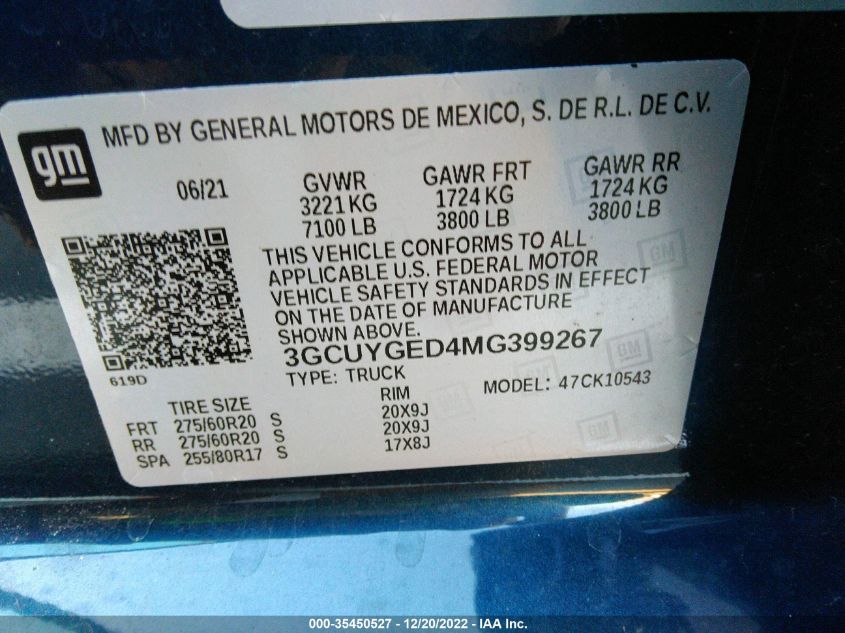 gm
MFD BY GENERAL MOTORS DE MEXICO, S. DE R.L. DE C.V.
06/21 GVWR GAWR FRT GAWR RR
3221 KG 1724 KG 1724 KG
7100 LB 3800 LB 3800 LB
THIS VEHICLE CONFORMS TO ALL
APPLICABLE U.S. FEDERAL MOTOR
VEHICLE SAFETY STANDARDS IN EFFECT
ON THE DATE OF MANUFACTURE
SHOWN ABOVE.
3GCUYGED4MG399267
619D
TYPE: TRUCK MODEL: 47CK10543
TIRE SIZE RIM
FRT 275/60R20 S 20X9J
RR 275/60R20 S 20X9J
SPA 255/80R17 S 17X8J
GM
GM
GM
GM
000-35450527 - 12/20/2022 - IAA Inc.